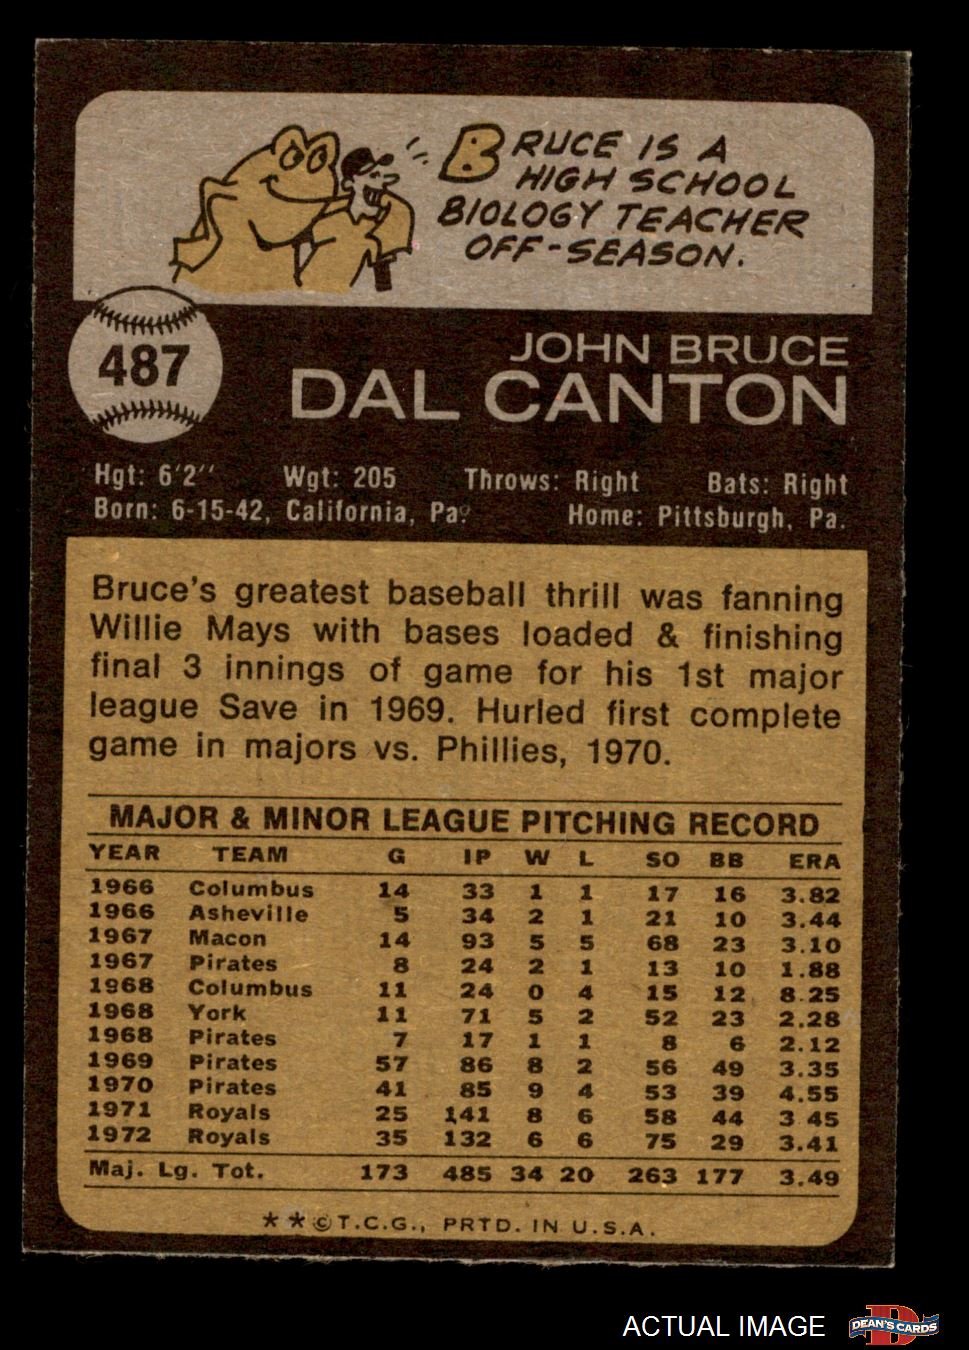 BRUCE IS A
HIGH SCHOOL
BIOLOGY TEACHER
OFF-SEASON.
487
JOHN BRUCE
DAL CANTON
Hgt: 6'2'' Wgt: 205 Throws: Right Bats: Right
Born: 6-15-42, California, Pa. Home: Pittsburgh, Pa.
Bruce's greatest baseball thrill was fanning
Willie Mays with bases loaded & finishing
final 3 innings of game for his 1st major
league Save in 1969. Hurled first complete
game in majors vs. Phillies, 1970.
MAJOR & MINOR LEAGUE PITCHING RECORD
YEAR TEAM G IP W L SO BB ERA
1966 Columbus 14 33 1 1 17 16 3.82
1966 Asheville 5 34 2 1 21 10 3.44
1967 Macon 14 93 5 5 68 23 3.10
1967 Pirates 8 24 2 1 13 10 1.88
1968 Columbus 11 24 0 4 15 12 8.25
1968 York 11 71 5 2 52 23 2.28
1968 Pirates 7 17 1 1 8 6 2.12
1969 Pirates 57 86 8 2 56 49 3.35
1970 Pirates 41 85 9 4 53 39 4.55
1971 Royals 25 141 8 6 58 44 3 45
1972 Royals 35 132 6 6 75 29 3.41
Maj. Lg. Tot. 173 485 34 20 263 177 3.49
**©T.C.G., PRTD. IN U.S.A.
ACTUAL IMAGE
D
DEAN'S CARDS